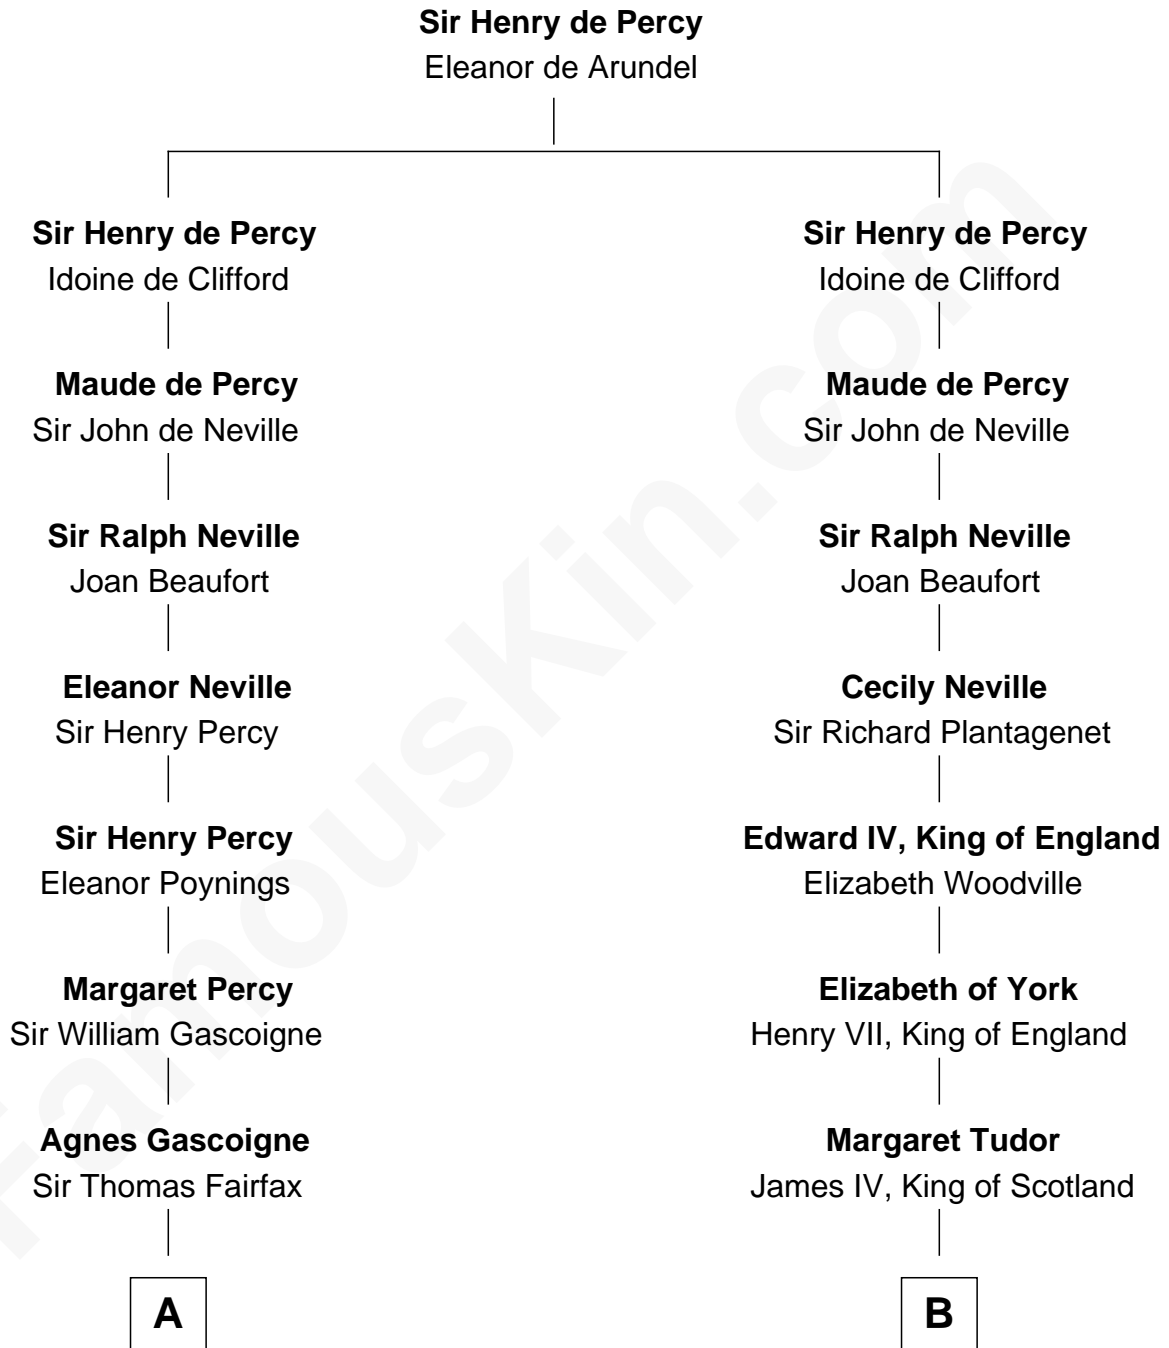 Sir Henry de Percy
Eleanor de Arundel
Sir Henry de Percy
Idoine de Clifford
Maude de Percy
Sir John de Neville
Sir Ralph Neville
Joan Beaufort
Eleanor Neville
Sir Henry Percy
Sir Henry Percy
Eleanor Poynings
Margaret Percy
Sir William Gascoigne
Agnes Gascoigne
Sir Thomas Fairfax
A
Sir Henry de Percy
Idoine de Clifford
Maude de Percy
Sir John de Neville
Sir Ralph Neville
Joan Beaufort
Cecily Neville
Sir Richard Plantagenet
Edward IV, King of England
Elizabeth Woodville
Elizabeth of York
Henry VII, King of England
Margaret Tudor
James IV, King of Scotland
B
FamousKin.com